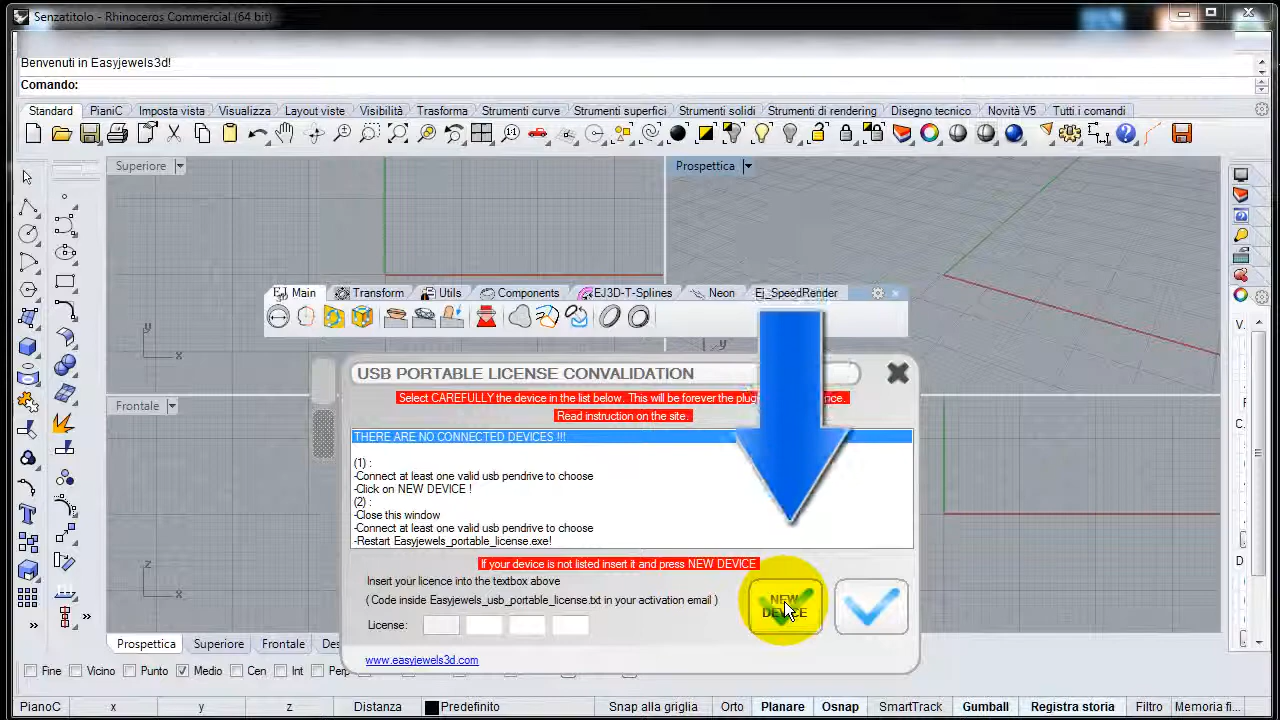 Senzatitolo - Rhinoceros Commercial (64 bit)
Benvenuti in Easyjewels3d!
Comando:
Standard PianiC Imposta vista Visualizza Layout viste Visibilità Trasforma Strumenti curve Strumenti superfici Strumenti solidi Strumenti di rendering Disegno tecnico Novità V5 Tutti i comandi
Superiore
Prospettica
EJ Main Transform Utils Components EJ3D-T-Splines Neon Ej_SpeedRender
y
x
y
USB PORTABLE LICENSE CONVALIDATION
Select CAREFULLY the device in the list below. This will be forever the
Read instruction on the site.
Frontale
THERE ARE NO CONNECTED DEVICES !!!
(1) :
-Connect at least one valid usb pendrive to choose
-Click on NEW DEVICE !
(2) :
-Close this window
-Connect at least one valid usb pendrive to choose
-Restart Easyjewels_portable_license.exe!
If your device is not listed insert it and press NEW DEVICE
Insert your licence into the textbox above
( Code inside Easyjewels_usb_portable_license.txt in your activation email )
NEW
DEVICE
License:
www.easyjewels3d.com
z
x
V.
F
C.
M
D
Prospettica Superiore Frontale
Fine Vicino Punto Medio Cen Int
PianoC x y z Distanza Predefinito Snap alla griglia Orto Planare Osnap SmartTrack Gumball Registra storia Filtro Memoria fi...